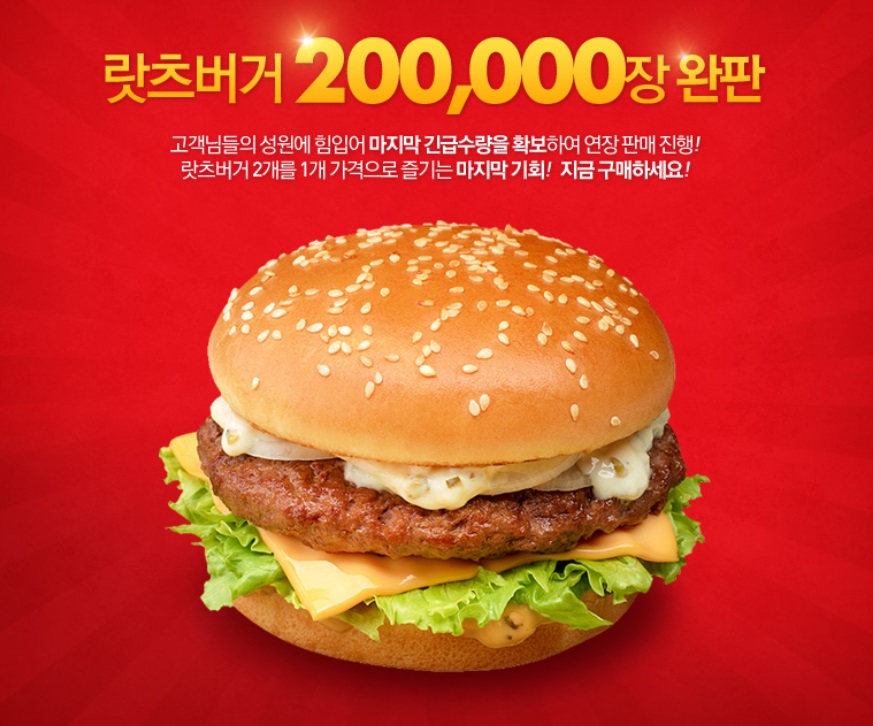 랏츠버거 200,000장 완판
고객님들의 성원에 힘입어 마지막 긴급수량을 확보하여 연장 판매 진행!
랏츠버거 2개를 1개 가격으로 즐기는 마지막 기회! 지금 구매하세요!